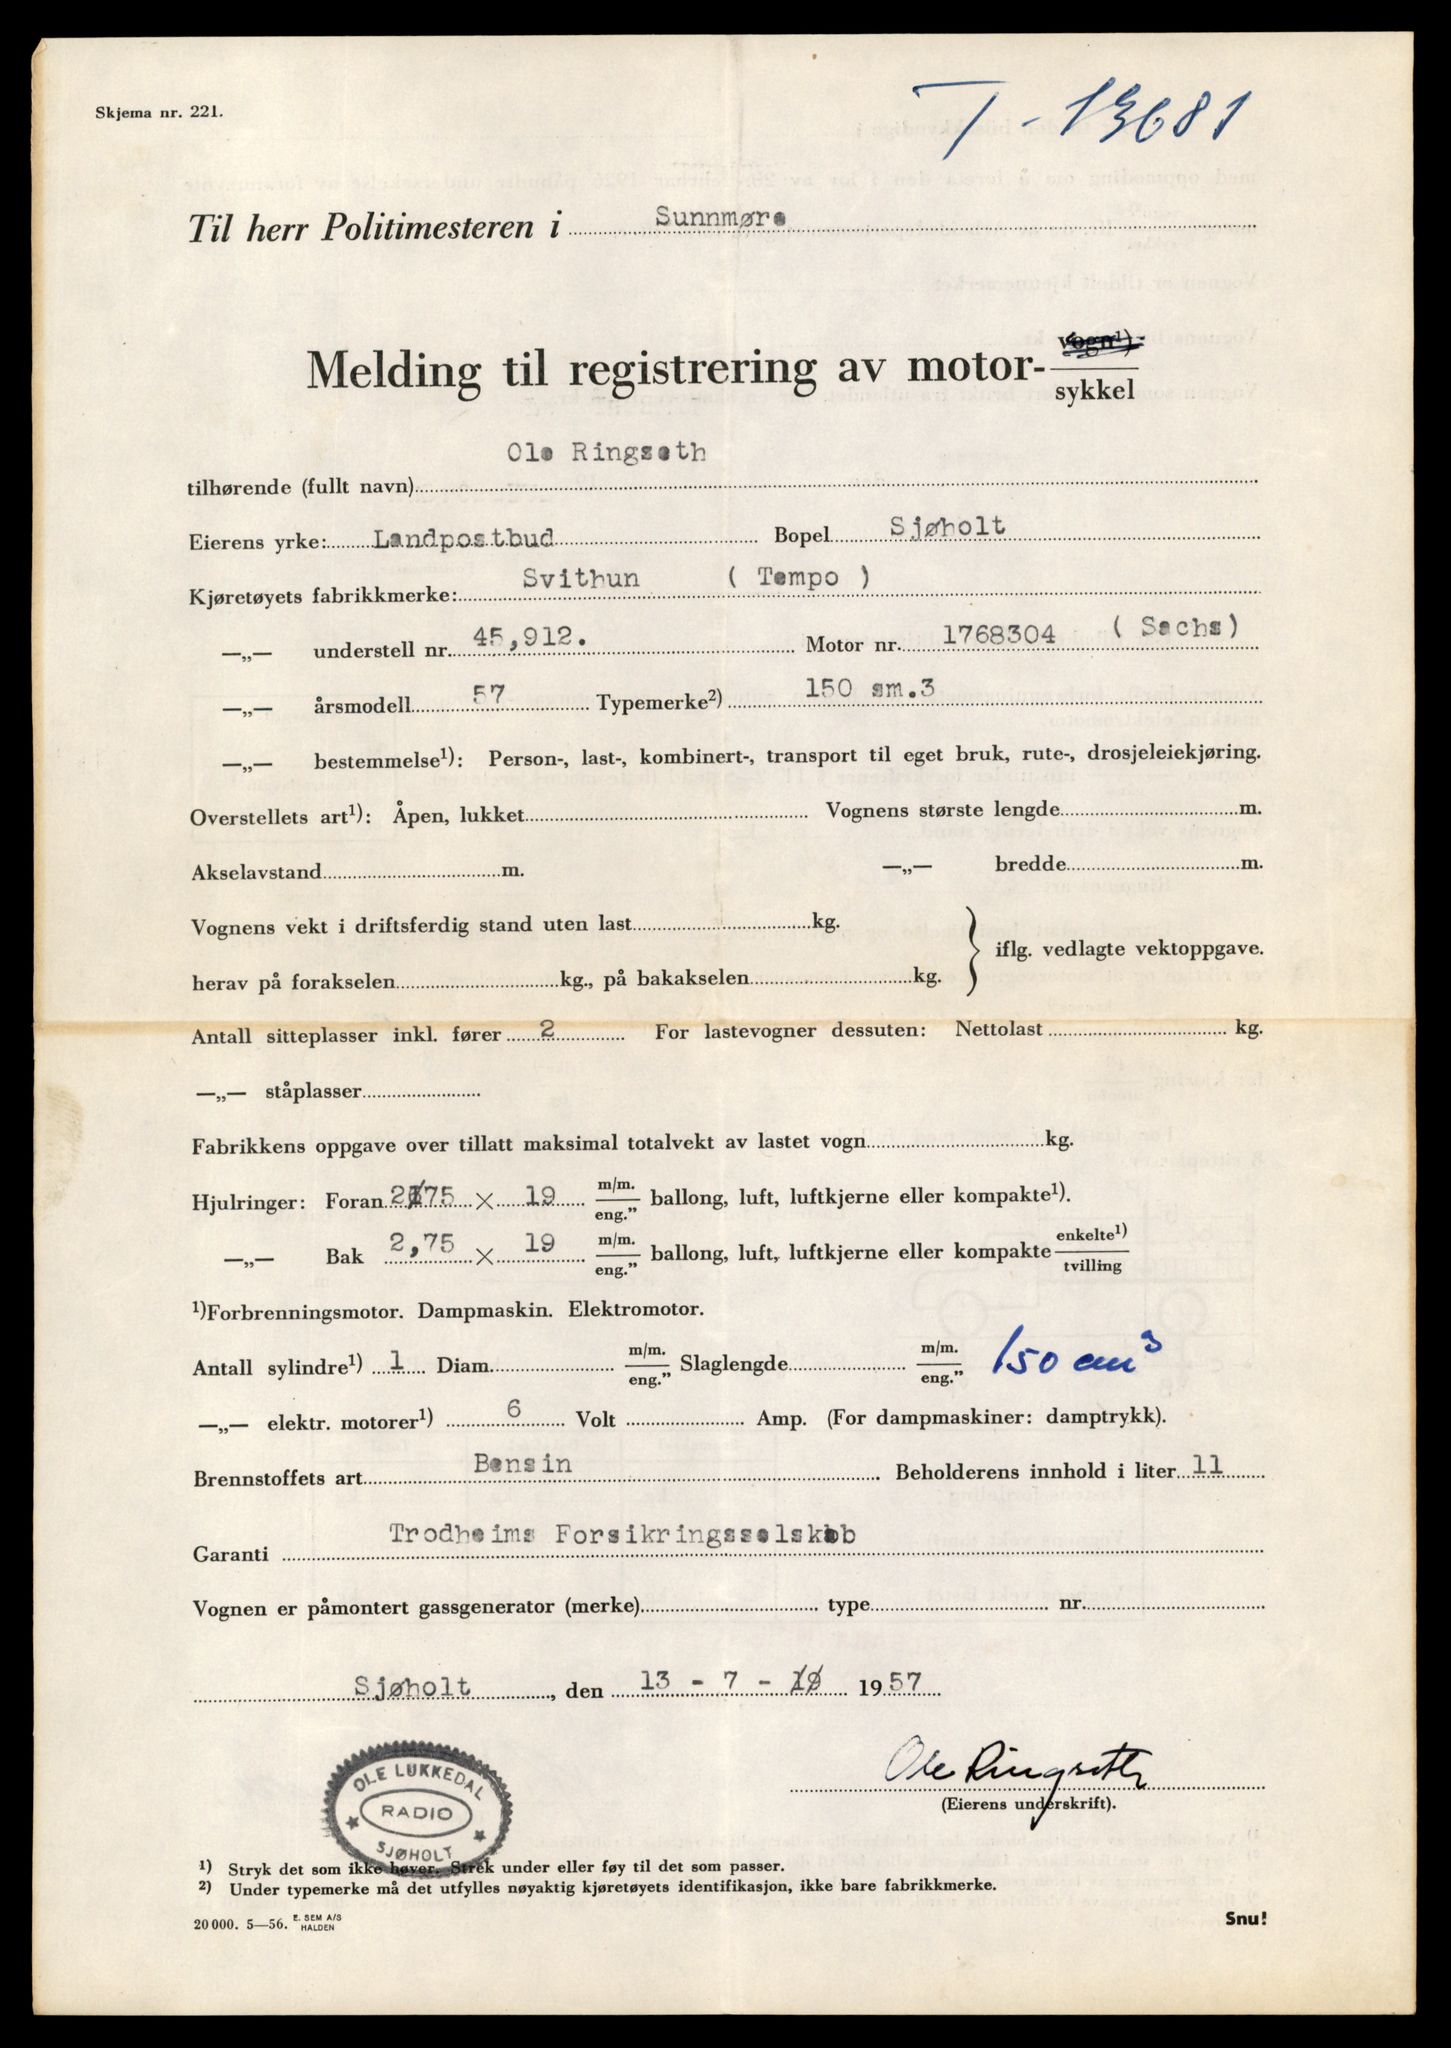 Skjema nr. 221.
T - 13681
Til herr Politimesteren i Sunnmøre
Melding til registrering av motor- vogn¹) sykkel
Ole Ringseth
tilhørende (fullt navn)
Eierens yrke: Landpostbud Bopel Sjøholt
Kjøretøyets fabrikkmerke: Svithun ( Tempo )
—„— understell nr. 45,912. Motor nr. 1768304 ( Sachs)
—„— årsmodell 57 Typemerke²) 150 sm.3
—„— bestemmelse¹): Person-, last-, kombinert-, transport til eget bruk, rute-, drosjeleiekjøring.
Overstellets art¹): Åpen, lukket Vognens største lengde m.
Akselavstand m. —„— bredde m.
Vognens vekt i driftsferdig stand uten last kg.
herav på forakselen kg., på bakakselen kg. } iflg. vedlagte vektoppgave.
Antall sitteplasser inkl. fører 2 For lastevogner dessuten: Nettolast kg.
—„— ståplasser
Fabrikkens oppgave over tillatt maksimal totalvekt av lastet vogn kg.
Hjulringer: Foran 2,75 × 19 m/m. eng.” ballong, luft, luftkjerne eller kompakte¹).
—„— Bak 2,75 × 19 m/m. eng.” ballong, luft, luftkjerne eller kompakte enkelte¹) tvilling
¹)Forbrenningsmotor. Dampmaskin. Elektromotor.
Antall sylindre¹) 1 Diam. m/m. eng.” Slaglengde m/m. eng.” 150 cm³
—„— elektr. motorer¹) 6 Volt Amp. (For dampmaskiner: damptrykk).
Brennstoffets art Bensin Beholderens innhold i liter 11
Garanti Trodheims Forsikringsselskab
Vognen er påmontert gassgenerator (merke) type nr.
Sjøholt, den 13 - 7 - 19 1957
Ole Ringseth
(Eierens underskrift).
OLE LUKKEDAL
RADIO
SJØHOLT
¹) Stryk det som ikke høver. Strek under eller føy til det som passer.
²) Under typemerke må det utfylles nøyaktig kjøretøyets identifikasjon, ikke bare fabrikkmerke.
20 000. 5—56. E. SEM A/S HALDEN
Snu!